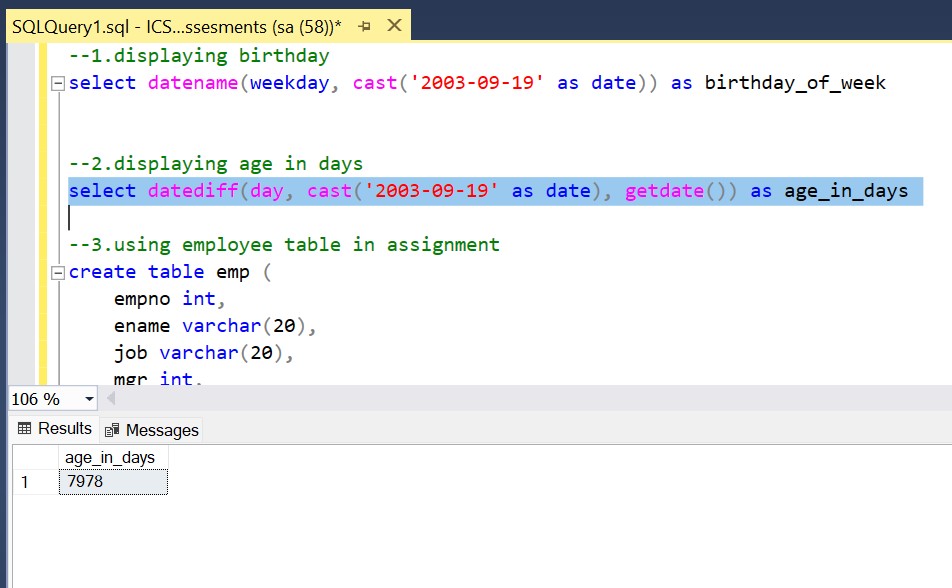 SQLQuery1.sql - ICS...ssesments (sa (58))*
--1.displaying birthday
select datename(weekday, cast('2003-09-19' as date)) as birthday_of_week
--2.displaying age in days
select datediff(day, cast('2003-09-19' as date), getdate()) as age_in_days
--3.using employee table in assignment
create table emp (
empno int,
ename varchar(20),
job varchar(20),
mgr int,
106 %
Results Messages
age_in_days
1 7978